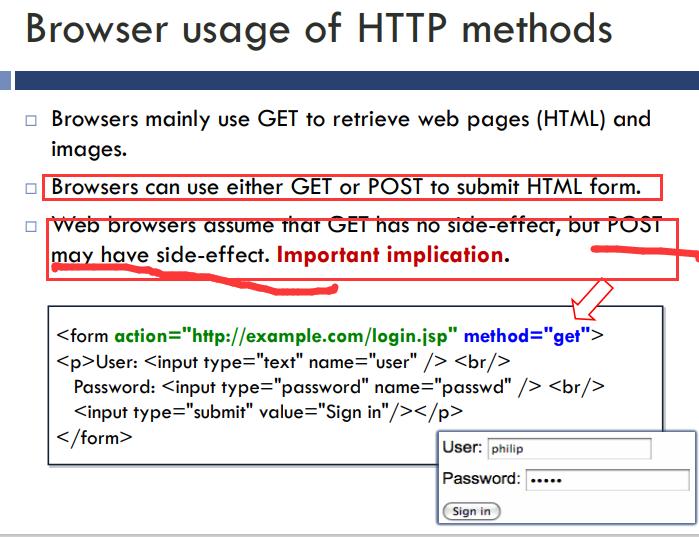 Browser usage of HTTP methods
Browsers mainly use GET to retrieve web pages (HTML) and
images.
Browsers can use either GET or POST to submit HTML form.
Web browsers assume that GET has no side-effect, but POST
may have side-effect. Important implication.
<form action="http://example.com/login.jsp" method="get">
<p>User: <input type="text" name="user" /> <br/>
Password: <input type="password" name="passwd" /> <br/>
<input type="submit" value="Sign in"/></p>
</form>
User: philip
Password: •••••
Sign in